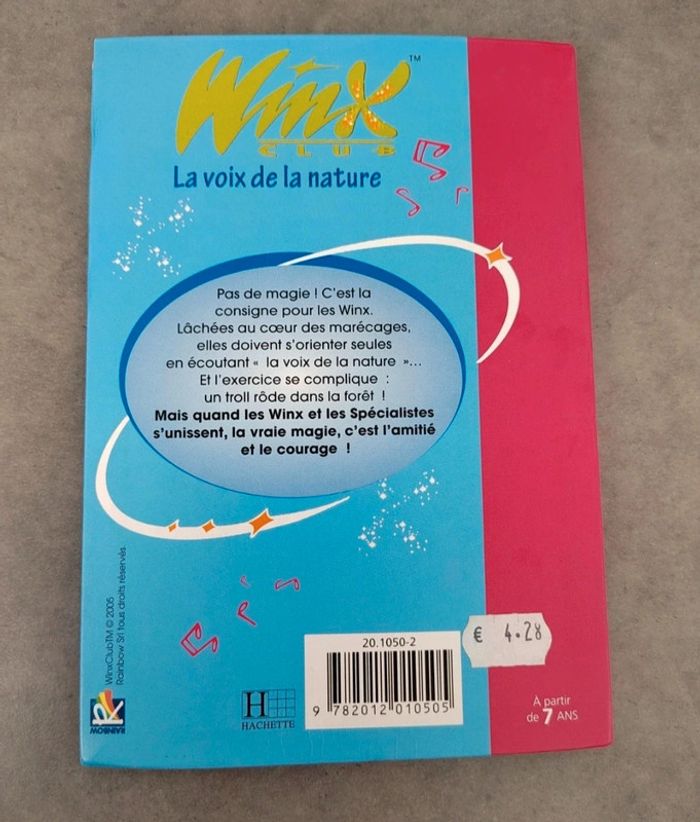 WinX™
CLUB
La voix de la nature
Pas de magie ! C'est la
consigne pour les Winx.
Lâchées au cœur des marécages,
elles doivent s'orienter seules
en écoutant « la voix de la nature »...
Et l'exercice se complique :
un troll rôde dans la forêt !
Mais quand les Winx et les Spécialistes
s'unissent, la vraie magie, c'est l'amitié
et le courage !
WinxClubTM © 2005
Rainbow Srl tous droits réservés.
RAINBOW
H
HACHETTE
20.1050-2
9 782012 010505
€ 4.28
À partir
de 7 ANS